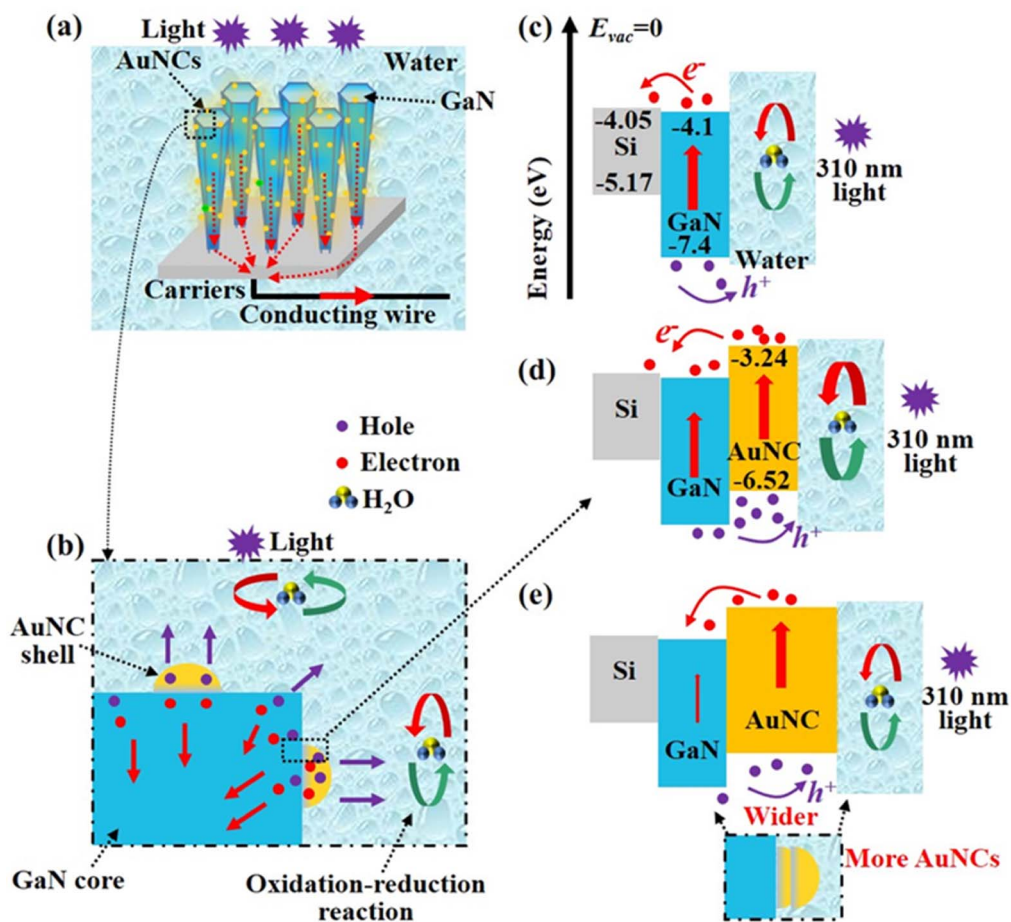 (a)
Light
AuNCs
Water
GaN
Carriers
Conducting wire
Hole
Electron
H₂O
(b)
Light
AuNC
shell
GaN core
Oxidation-reduction
reaction
(c)
Energy (eV)
Evac=0
e-
-4.05
Si
-5.17
-4.1
GaN
-7.4
h+
Water
310 nm
light
(d)
e-
Si
GaN
-3.24
AuNC
-6.52
h+
310 nm
light
(e)
Si
GaN
AuNC
h+
310 nm
light
Wider
More AuNCs